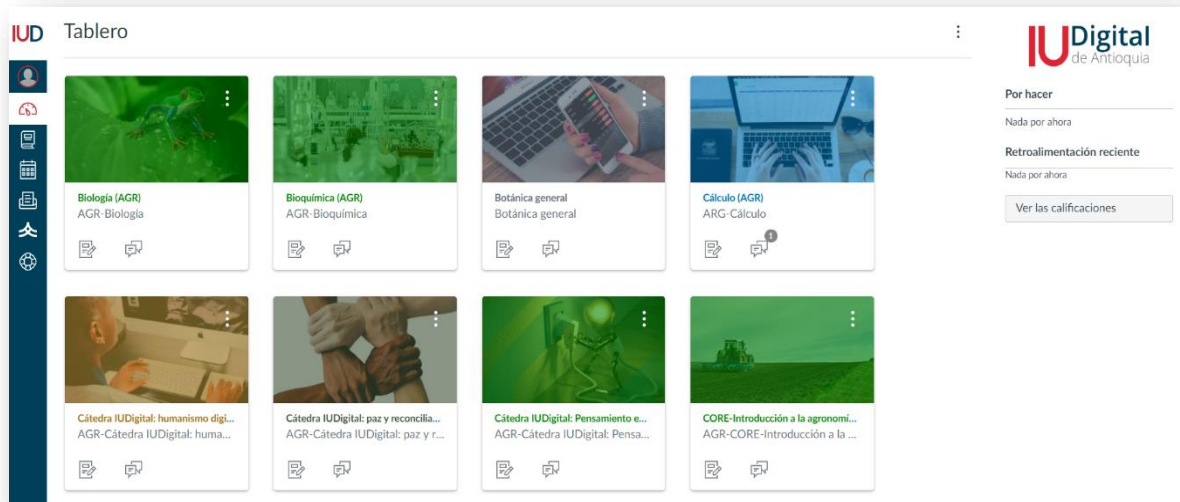 IUD
Tablero
Biología (AGR)
AGR-Biología
Bioquímica (AGR)
AGR-Bioquímica
Botánica general
Botánica general
Cálculo (AGR)
ARG-Cálculo
1
Cátedra IUDigital: humanismo digi...
AGR-Cátedra IUDigital: huma...
Cátedra IUDigital: paz y reconcilia...
AGR-Cátedra IUDigital: paz y r...
Cátedra IUDigital: Pensamiento e...
AGR-Cátedra IUDigital: Pensa...
CORE-Introducción a la agronomí...
AGR-CORE-Introducción a la ...
IUDigital
de Antioquia
Por hacer
Nada por ahora
Retroalimentación reciente
Nada por ahora
Ver las calificaciones